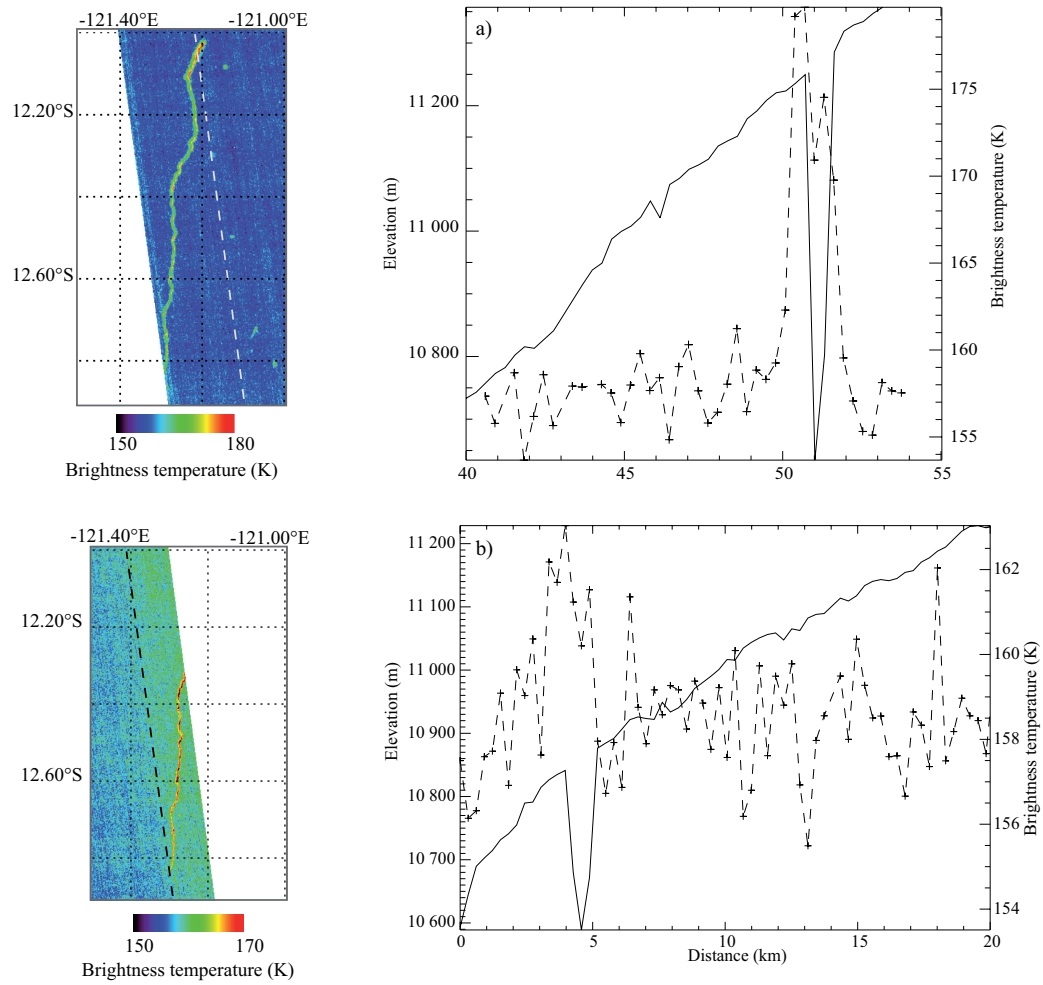 -121.40°E -121.00°E
12.20°S
12.60°S
150 180
Brightness temperature (K)
a)
Elevation (m)
11 200
11 000
10 800
40 45 50 55
175
170
165
160
155
Brightness temperature (K)
-121.40°E -121.00°E
12.20°S
12.60°S
150 170
Brightness temperature (K)
b)
Elevation (m)
11 200
11 100
11 000
10 900
10 800
10 700
10 600
0 5 10 15 20
Distance (km)
162
160
158
156
154
Brightness temperature (K)